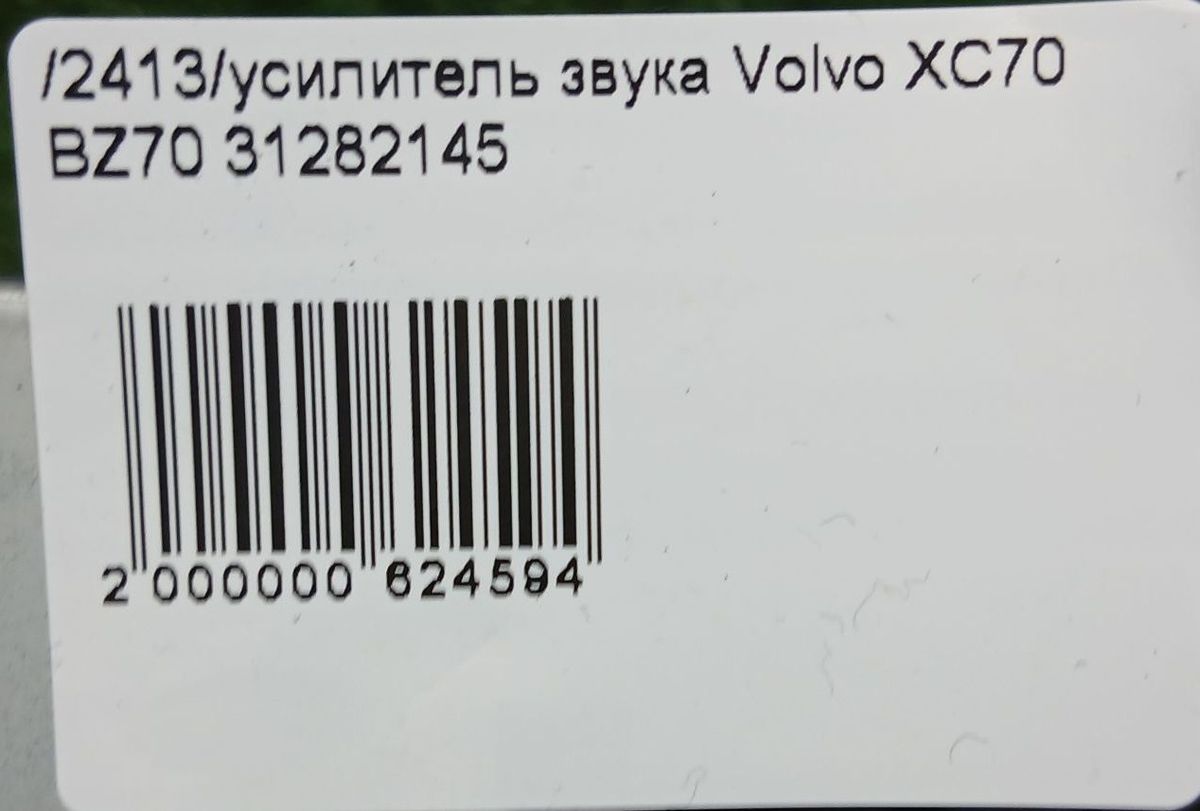 /2413/усилитель звука Volvo XC70
BZ70 31282145
2 000000 624594